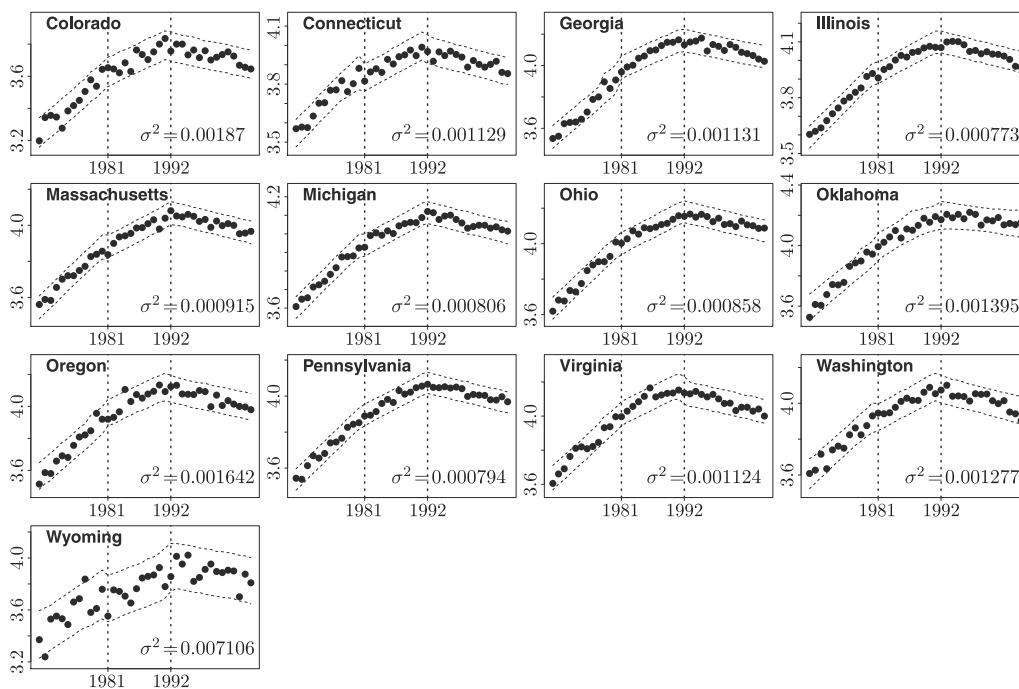 Colorado
3.6
3.2
σ² = 0.00187
1981 1992
Connecticut
4.1
3.8
3.5
σ² = 0.001129
1981 1992
Georgia
4.0
3.6
σ² = 0.001131
1981 1992
Illinois
4.1
3.8
3.5
σ² = 0.000773
1981 1992
Massachusetts
4.0
3.6
σ² = 0.000915
1981 1992
Michigan
4.2
3.6
σ² = 0.000806
1981 1992
Ohio
4.0
3.6
σ² = 0.000858
1981 1992
Oklahoma
4.4
4.0
3.6
σ² = 0.001395
1981 1992
Oregon
4.0
3.6
σ² = 0.001642
1981 1992
Pennsylvania
4.0
3.6
σ² = 0.000794
1981 1992
Virginia
4.0
3.6
σ² = 0.001124
1981 1992
Washington
4.0
3.6
σ² = 0.001277
1981 1992
Wyoming
4.0
3.6
3.2
σ² = 0.007106
1981 1992